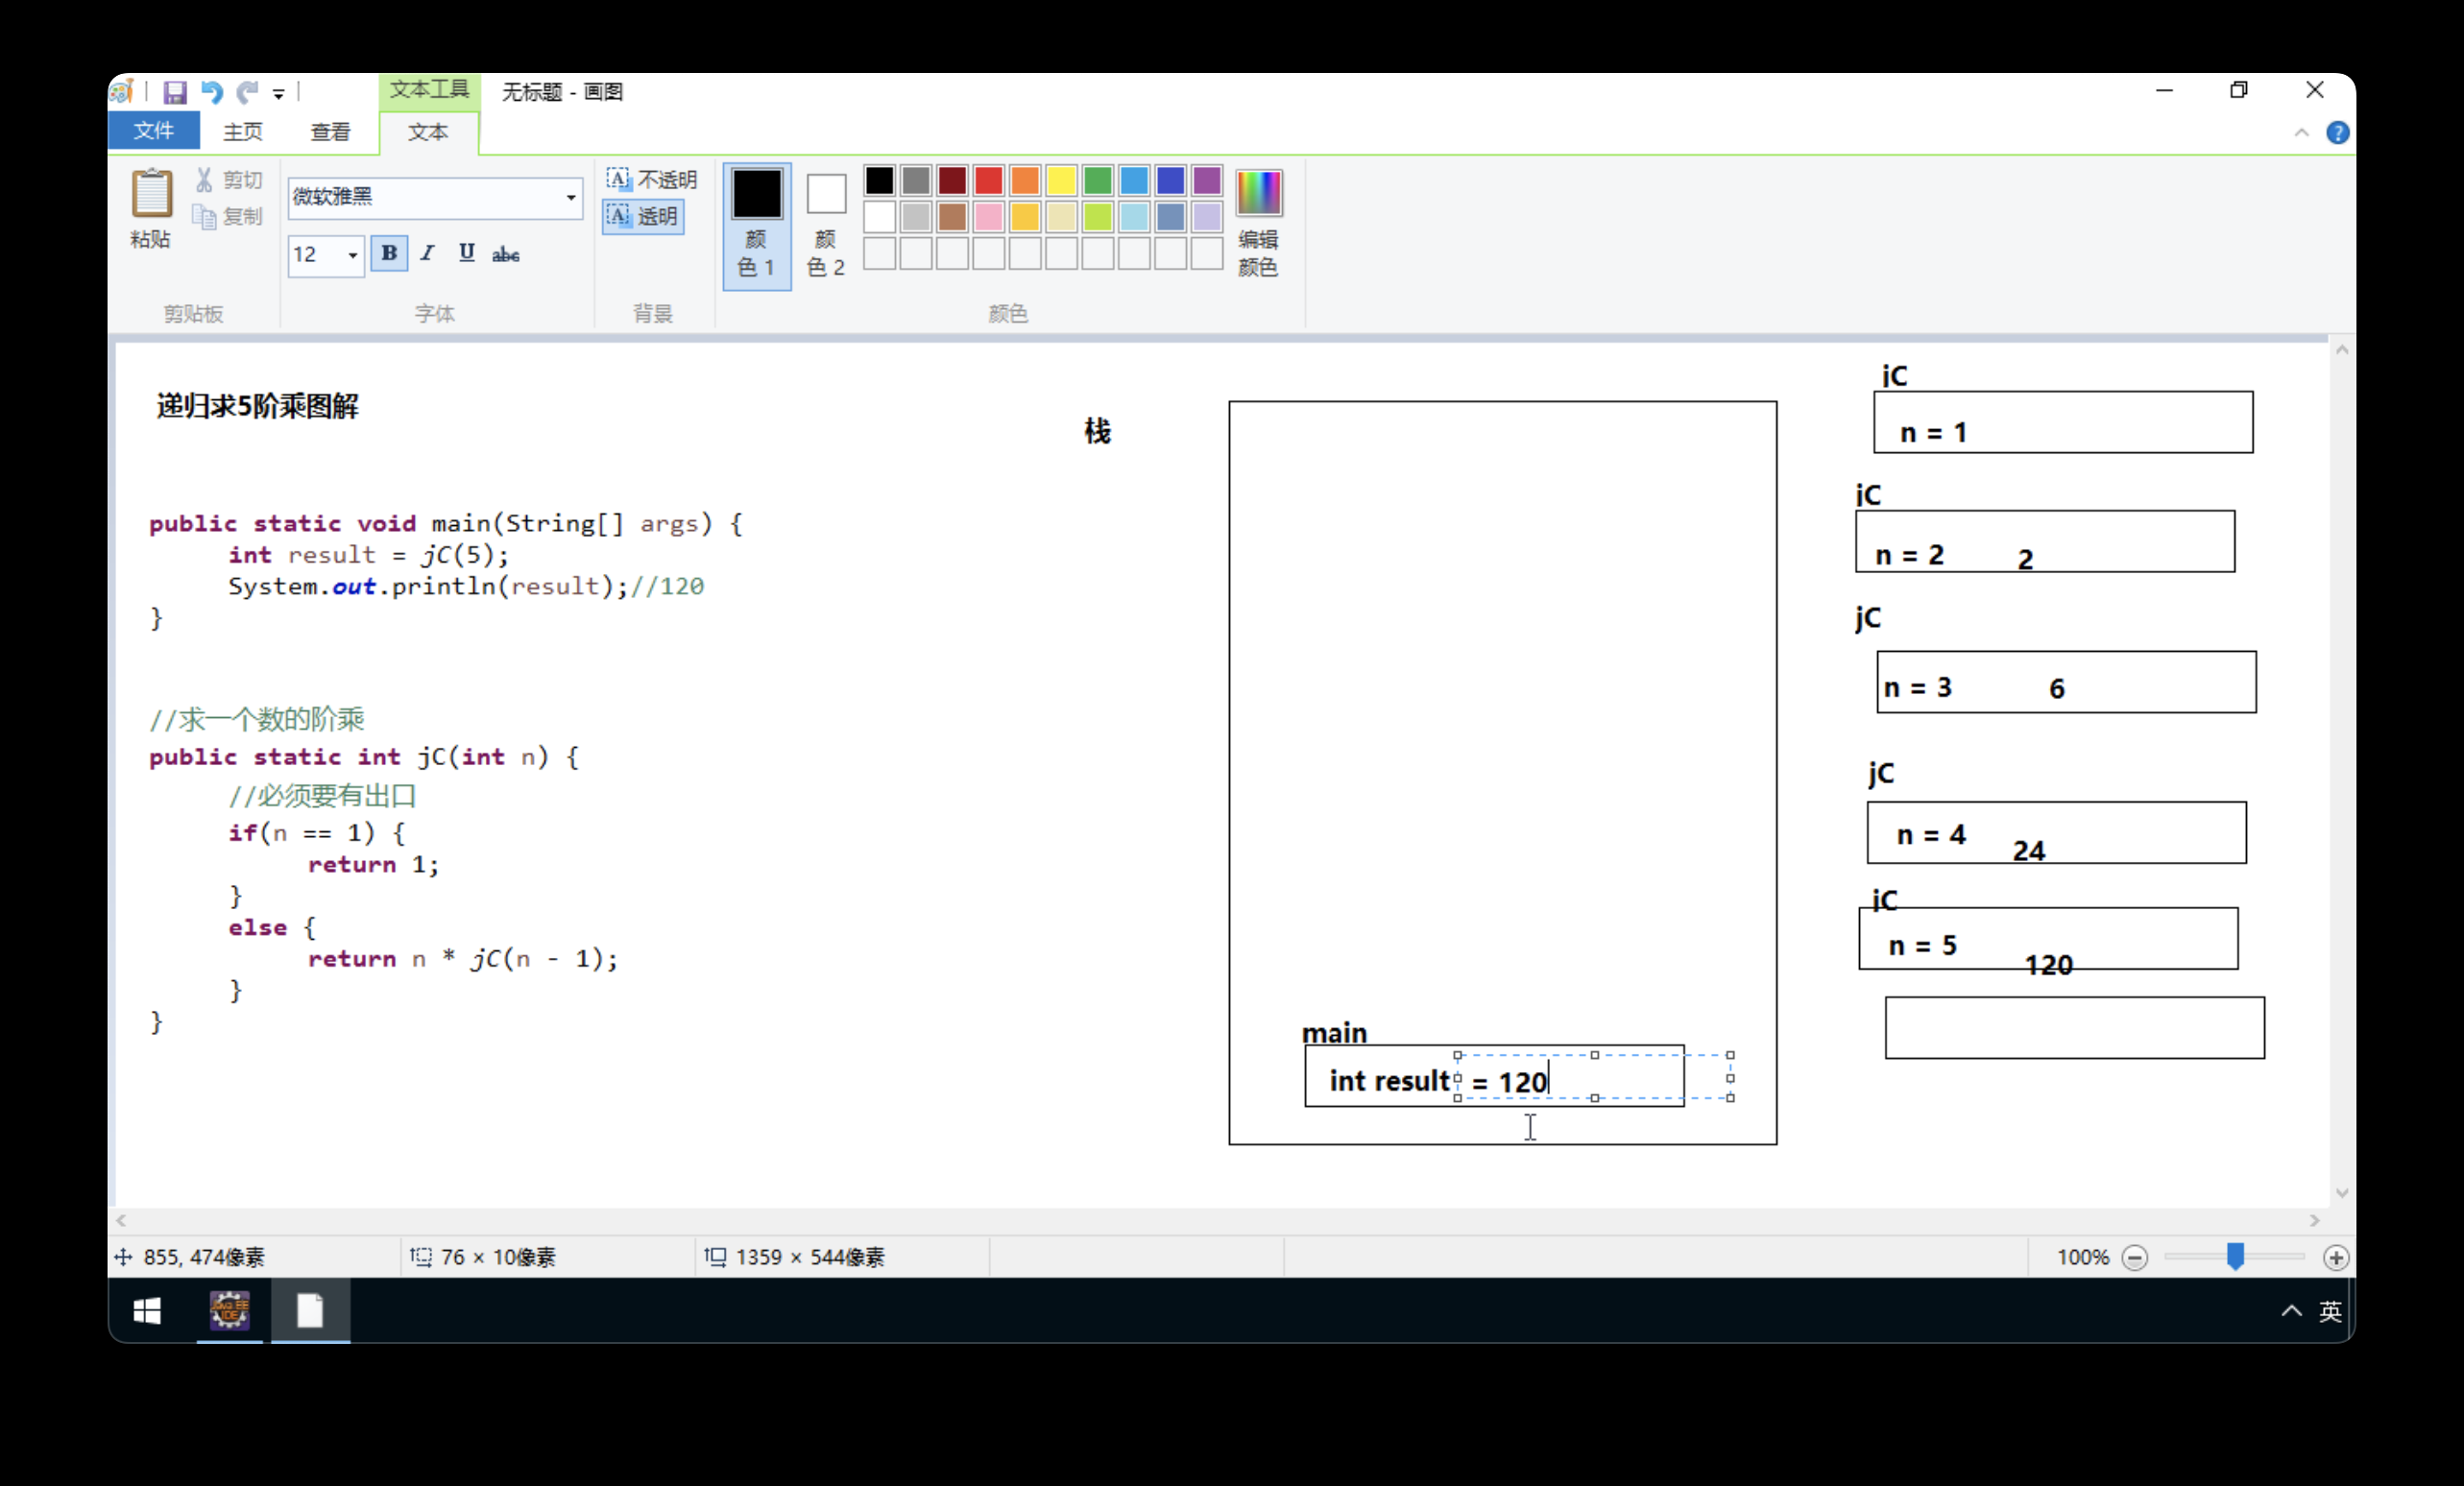 文本工具 无标题 - 画图
文件 主页 查看 文本
粘贴 剪切 复制
剪贴板
微软雅黑
12 B I U abc
字体
不透明
透明
背景
颜色 1 颜色 2
编辑颜色
颜色
递归求5阶乘图解
public static void main(String[] args) {
int result = jC(5);
System.out.println(result);//120
}
//求一个数的阶乘
public static int jC(int n) {
//必须要有出口
if(n == 1) {
return 1;
}
else {
return n * jC(n - 1);
}
}
栈
main
int result = 120
jC
n = 1
jC
n = 2 2
jC
n = 3 6
jC
n = 4 24
jC
n = 5 120
855, 474像素 76 × 10像素 1359 × 544像素 100%
英